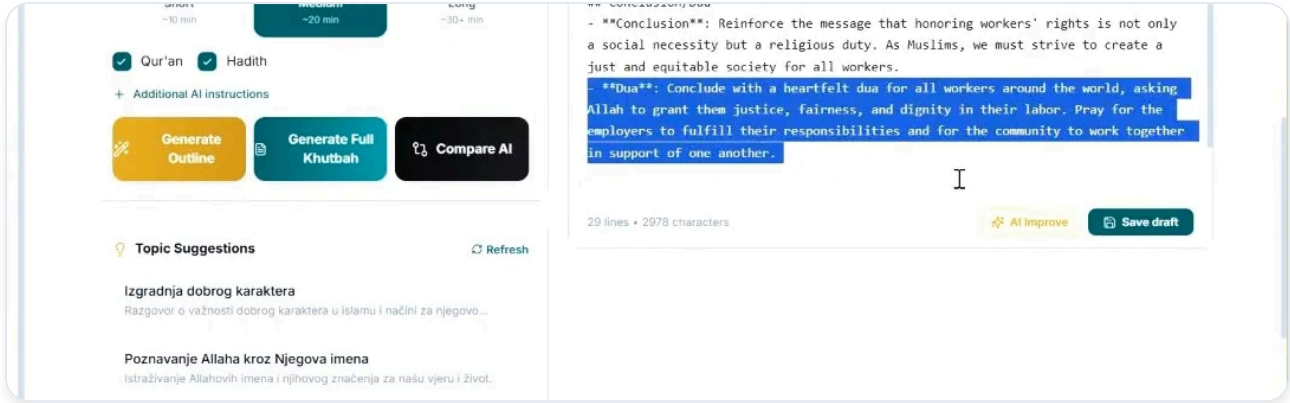 Short
Medium
Long
~10 min
~20 min
~30+ min
Qur'an
Hadith
+ Additional AI instructions
Generate
Outline
Generate Full
Khutbah
Compare AI
Topic Suggestions
Refresh
Izgradnja dobrog karaktera
Razgovor o važnosti dobrog karaktera u islamu i načini za njegovo...
Poznavanje Allaha kroz Njegova imena
Istraživanje Allahovih imena i njihovog značenja za našu vjeru i život.
## Conclusion/Dua
- **Conclusion**: Reinforce the message that honoring workers' rights is not only
a social necessity but a religious duty. As Muslims, we must strive to create a
just and equitable society for all workers.
- **Dua**: Conclude with a heartfelt dua for all workers around the world, asking
Allah to grant them justice, fairness, and dignity in their labor. Pray for the
employers to fulfill their responsibilities and for the community to work together
in support of one another.
29 lines • 2978 characters
AI Improve
Save draft